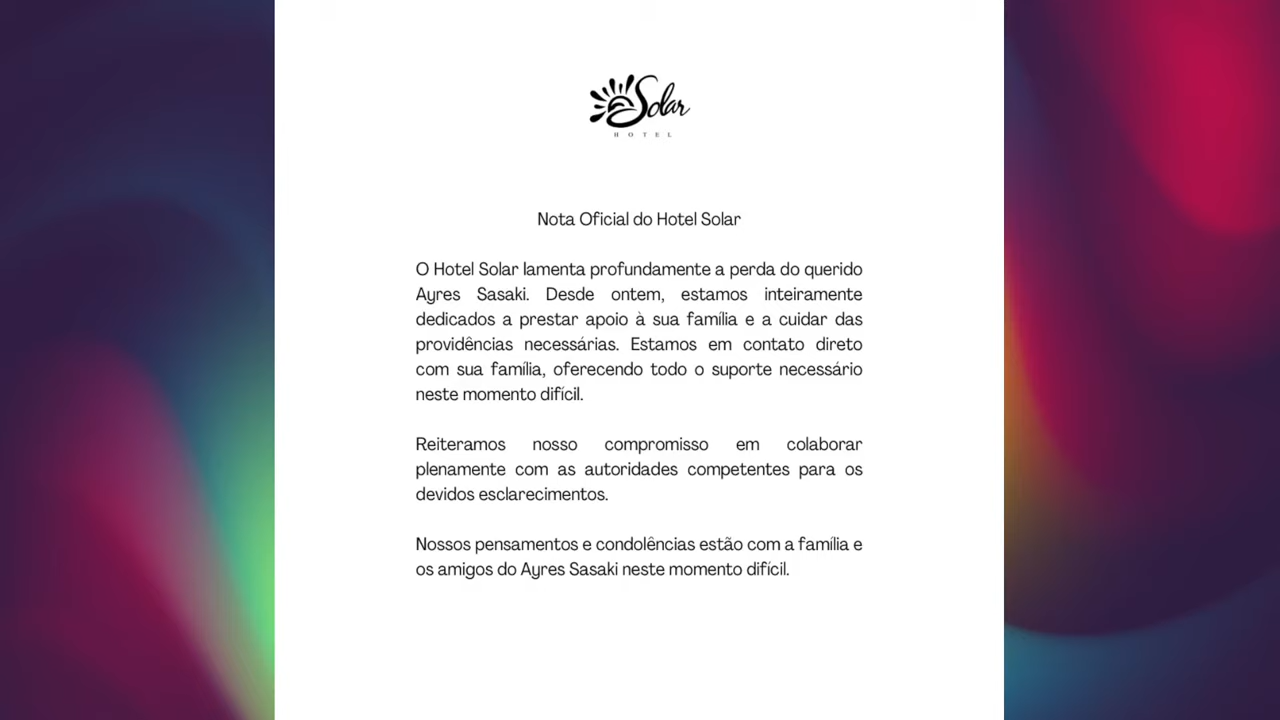 Solar
HOTEL
Nota Oficial do Hotel Solar
O Hotel Solar lamenta profundamente a perda do querido
Ayres Sasaki. Desde ontem, estamos inteiramente
dedicados a prestar apoio à sua família e a cuidar das
providências necessárias. Estamos em contato direto
com sua família, oferecendo todo o suporte necessário
neste momento difícil.
Reiteramos nosso compromisso em colaborar
plenamente com as autoridades competentes para os
devidos esclarecimentos.
Nossos pensamentos e condolências estão com a família e
os amigos do Ayres Sasaki neste momento difícil.